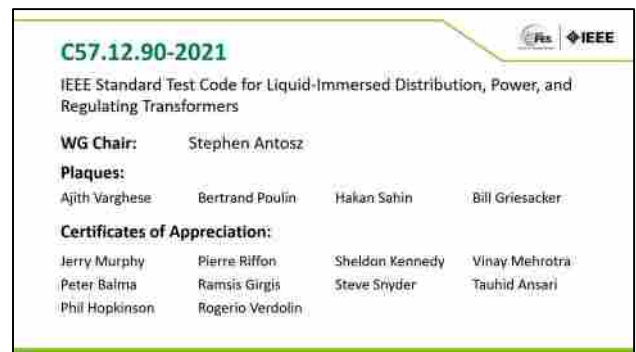 PES IEEE
C57.12.90-2021
IEEE Standard Test Code for Liquid-Immersed Distribution, Power, and
Regulating Transformers
WG Chair: Stephen Antosz
Plaques:
Ajith Varghese Bertrand Poulin Hakan Sahin Bill Griesacker
Certificates of Appreciation:
Jerry Murphy Pierre Riffon Sheldon Kennedy Vinay Mehrotra
Peter Balma Ramsis Girgis Steve Snyder Tauhid Ansari
Phil Hopkinson Rogerio Verdolin